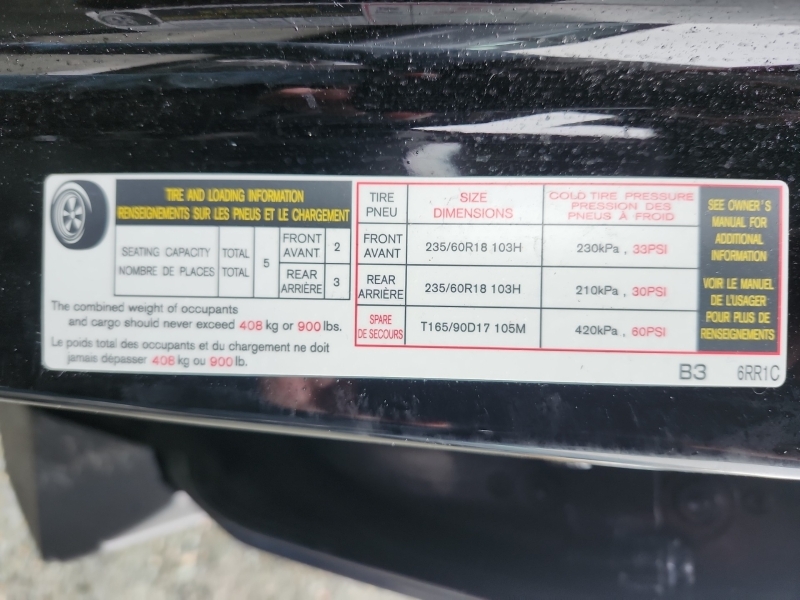 TIRE AND LOADING INFORMATION
RENSEIGNEMENTS SUR LES PNEUS ET LE CHARGEMENT
SEATING CAPACITY TOTAL 5 FRONT AVANT 2
NOMBRE DE PLACES TOTAL REAR ARRIÈRE 3
The combined weight of occupants
and cargo should never exceed 408 kg or 900 lbs.
Le poids total des occupants et du chargement ne doit
jamais dépasser 408 kg ou 900 lb.
TIRE PNEU SIZE DIMENSIONS COLD TIRE PRESSURE PRESSION DES PNEUS À FROID
FRONT AVANT 235/60R18 103H 230kPa , 33PSI
REAR ARRIÈRE 235/60R18 103H 210kPa , 30PSI
SPARE DE SECOURS T165/90D17 105M 420kPa , 60PSI
SEE OWNER'S
MANUAL FOR
ADDITIONAL
INFORMATION
VOIR LE MANUEL
DE L'USAGER
POUR PLUS DE
RENSEIGNEMENTS
B3 6RR1C